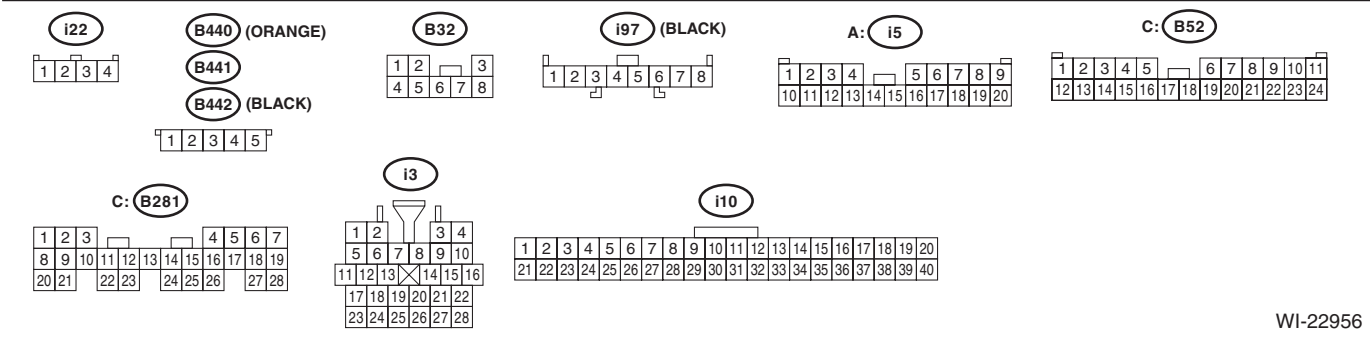 i22
1 2 3 4
B440 (ORANGE)
B441
B442 (BLACK)
1 2 3 4 5
B32
1 2 3
4 5 6 7 8
i97 (BLACK)
1 2 3 4 5 6 7 8
A: i5
1 2 3 4 5 6 7 8 9
10 11 12 13 14 15 16 17 18 19 20
C: B52
1 2 3 4 5 6 7 8 9 10 11
12 13 14 15 16 17 18 19 20 21 22 23 24
C: B281
1 2 3 4 5 6 7
8 9 10 11 12 13 14 15 16 17 18 19
20 21 22 23 24 25 26 27 28
i3
1 2 3 4
5 6 7 8 9 10
11 12 13 14 15 16
17 18 19 20 21 22
23 24 25 26 27 28
i10
1 2 3 4 5 6 7 8 9 10 11 12 13 14 15 16 17 18 19 20
21 22 23 24 25 26 27 28 29 30 31 32 33 34 35 36 37 38 39 40
WI-22956